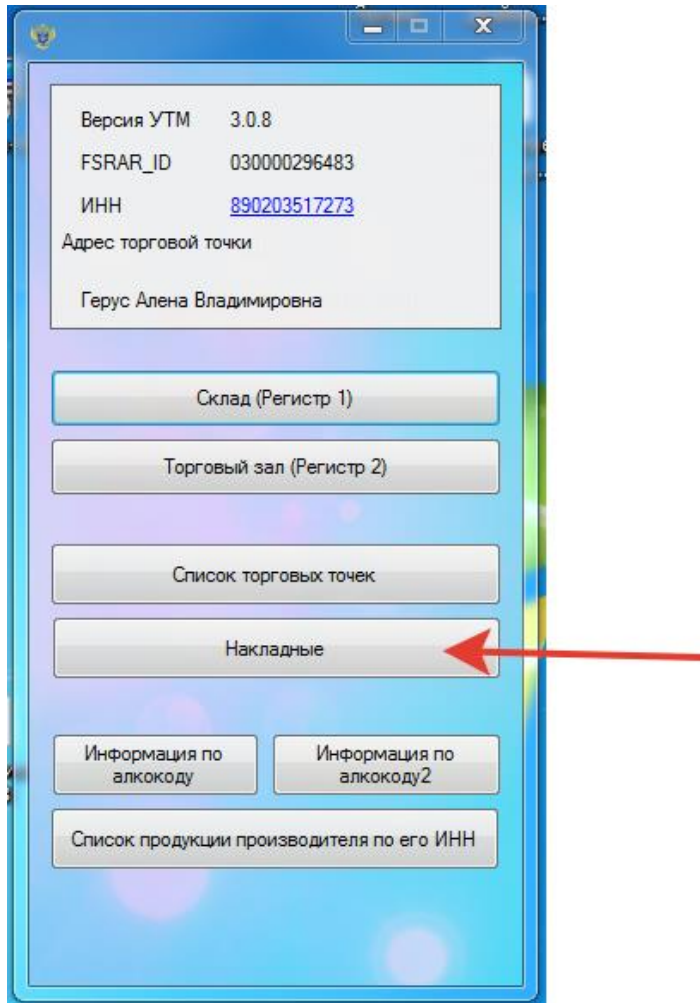 Версия УТМ 3.0.8
FSRAR_ID 030000296483
ИНН 890203517273
Адрес торговой точки
Герус Алена Владимировна
Склад (Регистр 1)
Торговый зал (Регистр 2)
Список торговых точек
Накладные
Информация по
алкокоду
Информация по
алкокоду2
Список продукции производителя по его ИНН